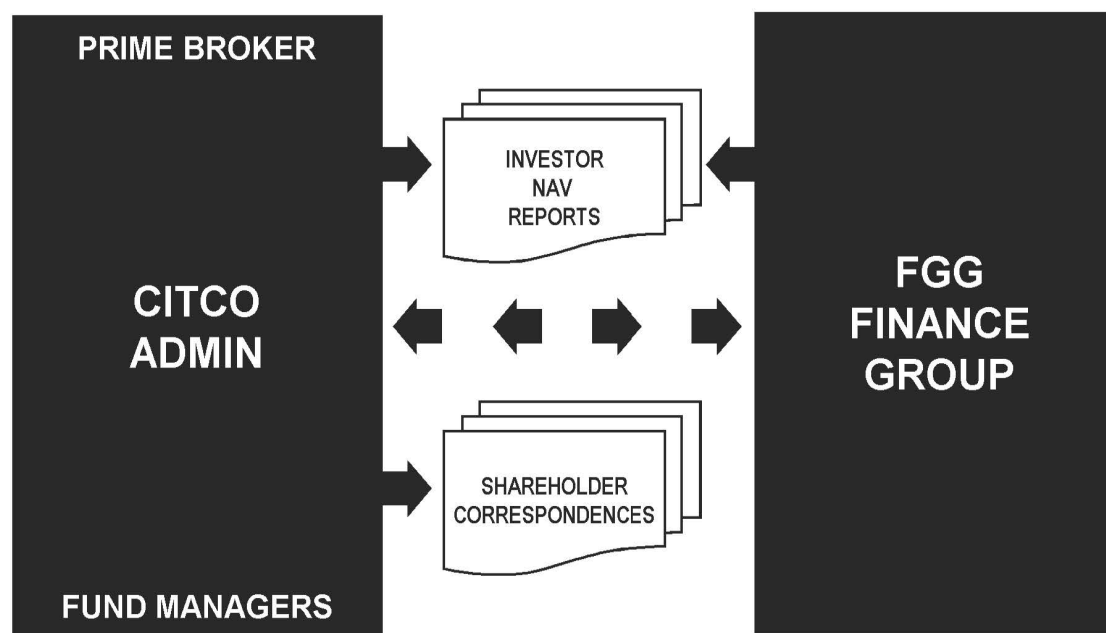 PRIME BROKER
CITCO
ADMIN
FUND MANAGERS
INVESTOR
NAV
REPORTS
SHAREHOLDER
CORRESPONDENCES
FGG
FINANCE
GROUP